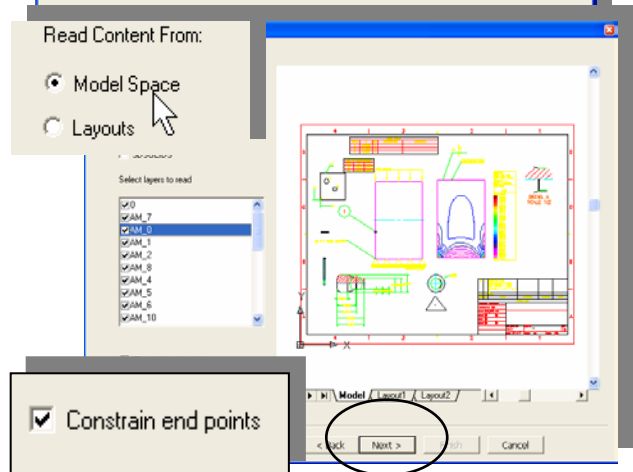 Read Content From:
Model Space
Layouts
Select layers to read
0
AM_7
AM_0
AM_1
AM_2
AM_8
AM_4
AM_5
AM_6
AM_10
Y
X
Model Layout1 Layout2
Constrain end points
< Back Next > Finish Cancel